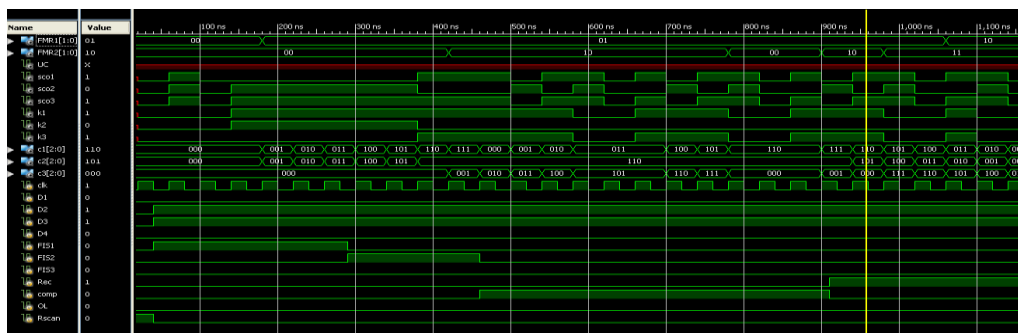 Name Value |100 ns |200 ns |300 ns |400 ns |500 ns |600 ns |700 ns |800 ns |900 ns |1,000 ns |1,100 ns
FMR1[1:0] 01 00 01 10
FMR2[1:0] 10 00 10 00 10 11
UC X
sco1 1
sco2 0
sco3 1
k1 1
k2 0
k3 1
c1[2:0] 110 000 001 010 011 100 101 110 111 000 001 010 011 100 101 110 111 110 101 100 011 010
c2[2:0] 101 000 001 010 011 100 101 110 101 100 011 010 001
c3[2:0] 000 000 001 010 011 100 101 110 111 000 001 000 111 110 101 100
clk 1
D1 0
D2 1
D3 1
D4 0
FIS1 0
FIS2 0
FIS3 0
Rec 1
comp 0
OL 0
Rscan 0